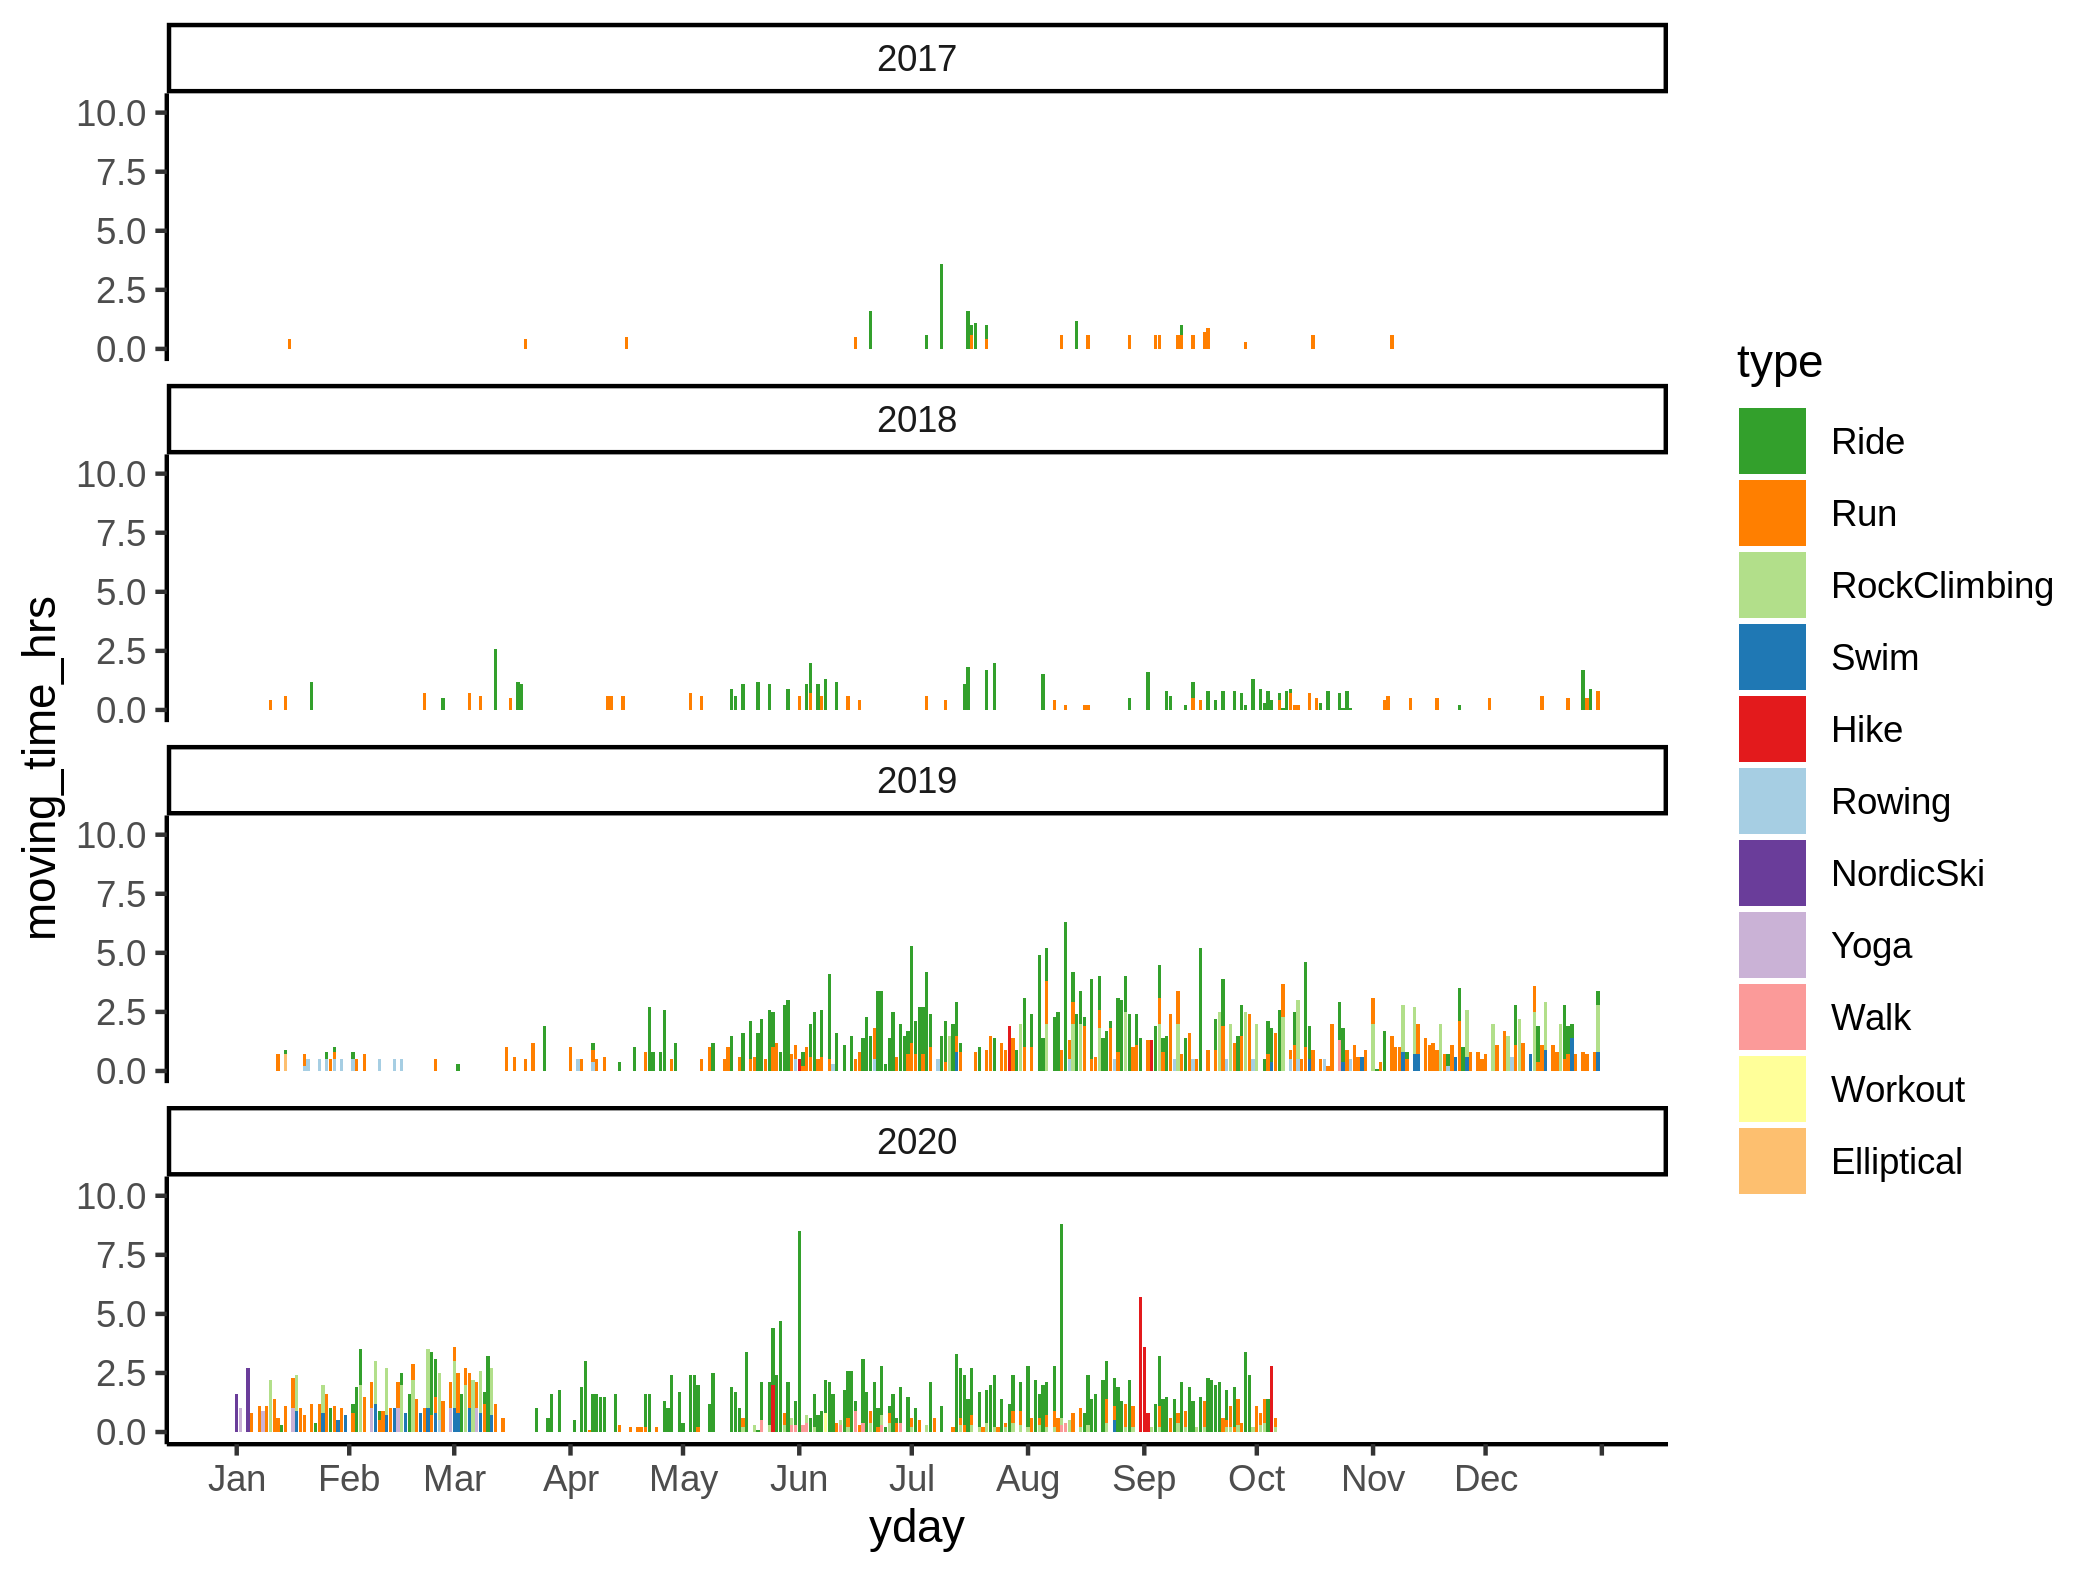 2017
10.0
7.5
5.0
2.5
0.0
2018
10.0
7.5
5.0
2.5
0.0
2019
10.0
7.5
5.0
2.5
0.0
2020
10.0
7.5
5.0
2.5
0.0
moving_time_hrs
Jan Feb Mar Apr May Jun Jul Aug Sep Oct Nov Dec
yday
type
Ride
Run
RockClimbing
Swim
Hike
Rowing
NordicSki
Yoga
Walk
Workout
Elliptical